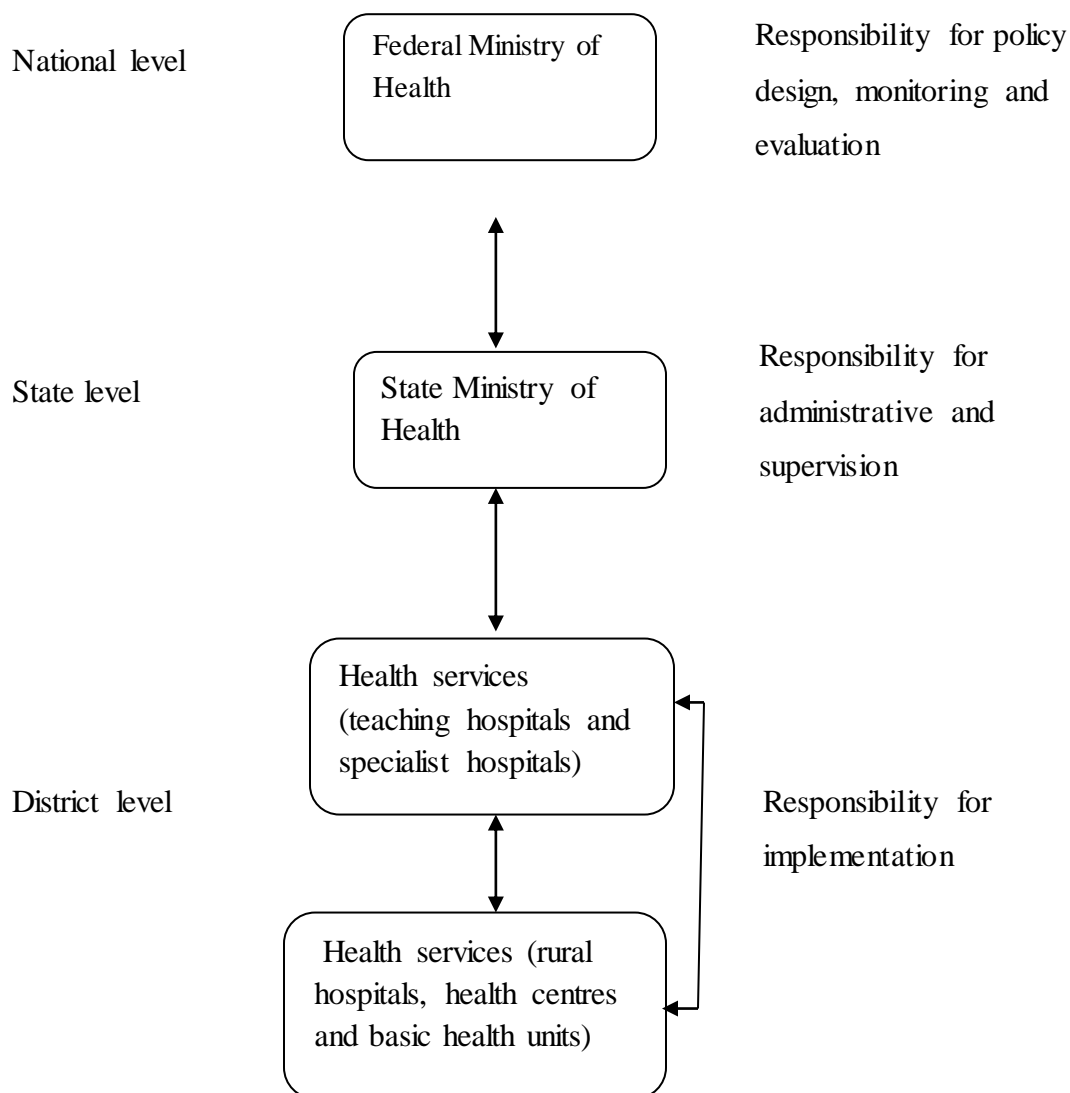 National level
Federal Ministry of
Health
Responsibility for policy
design, monitoring and
evaluation
State level
State Ministry of
Health
Responsibility for
administrative and
supervision
District level
Health services
(teaching hospitals and
specialist hospitals)
Responsibility for
implementation
Health services (rural
hospitals, health centres
and basic health units)